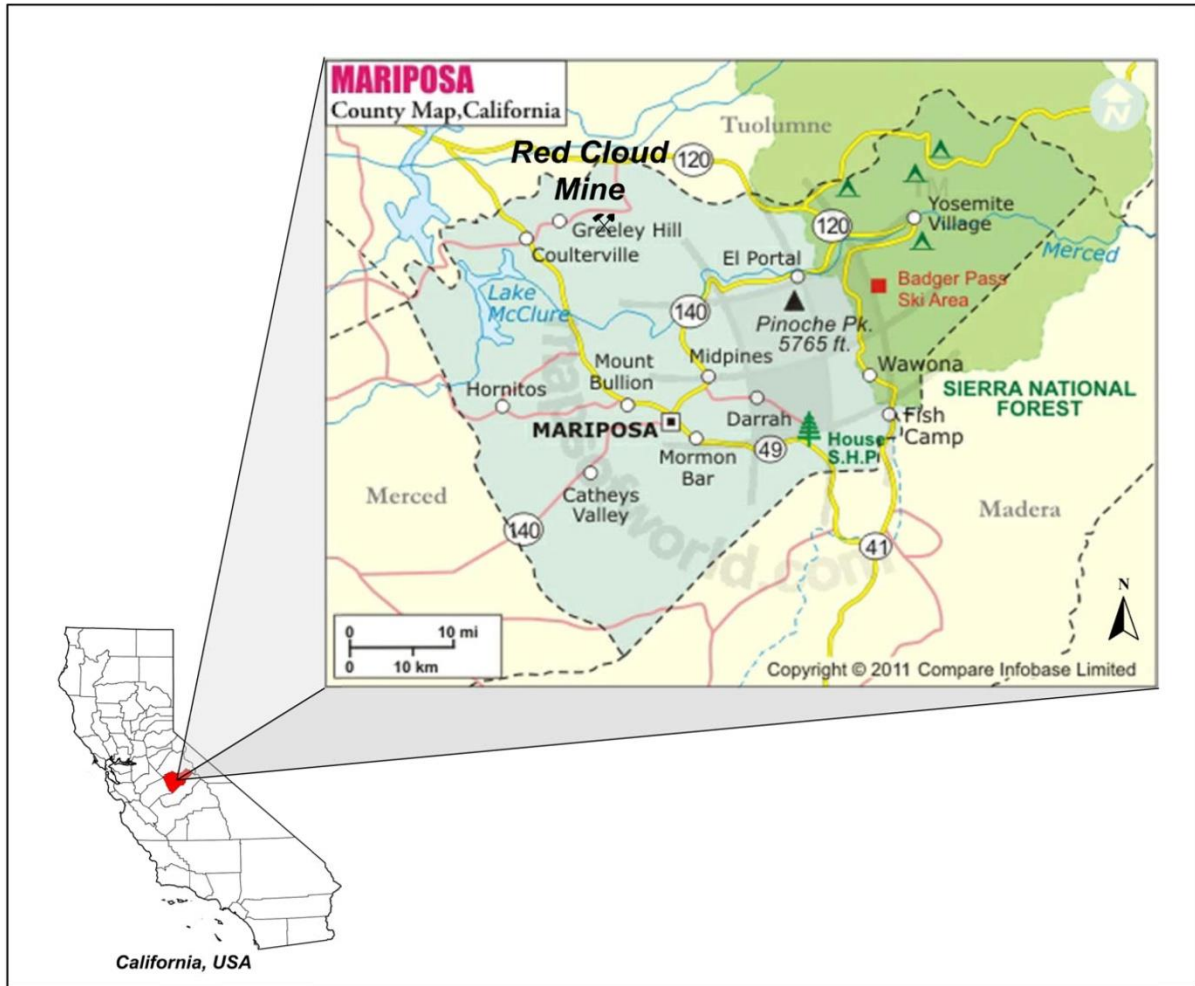 MARIPOSA
County Map,California
N
Tuolumne
Red Cloud
Mine
120
Greeley Hill
Coulterville
120
Yosemite
Village
El Portal
Merced
Badger Pass
Ski Area
Lake
McClure
140
Pinoche Pk.
5765 ft.
Mount
Bullion
Midpines
Wawona
Hornitos
SIERRA NATIONAL
FOREST
MARIPOSA
Darrah
Fish
Camp
House
S.H.P.
Mormon
Bar
49
Merced
Catheys
Valley
Madera
140
41
mapsofworld.com
N
0 10 mi
0 10 km
Copyright © 2011 Compare Infobase Limited
California, USA